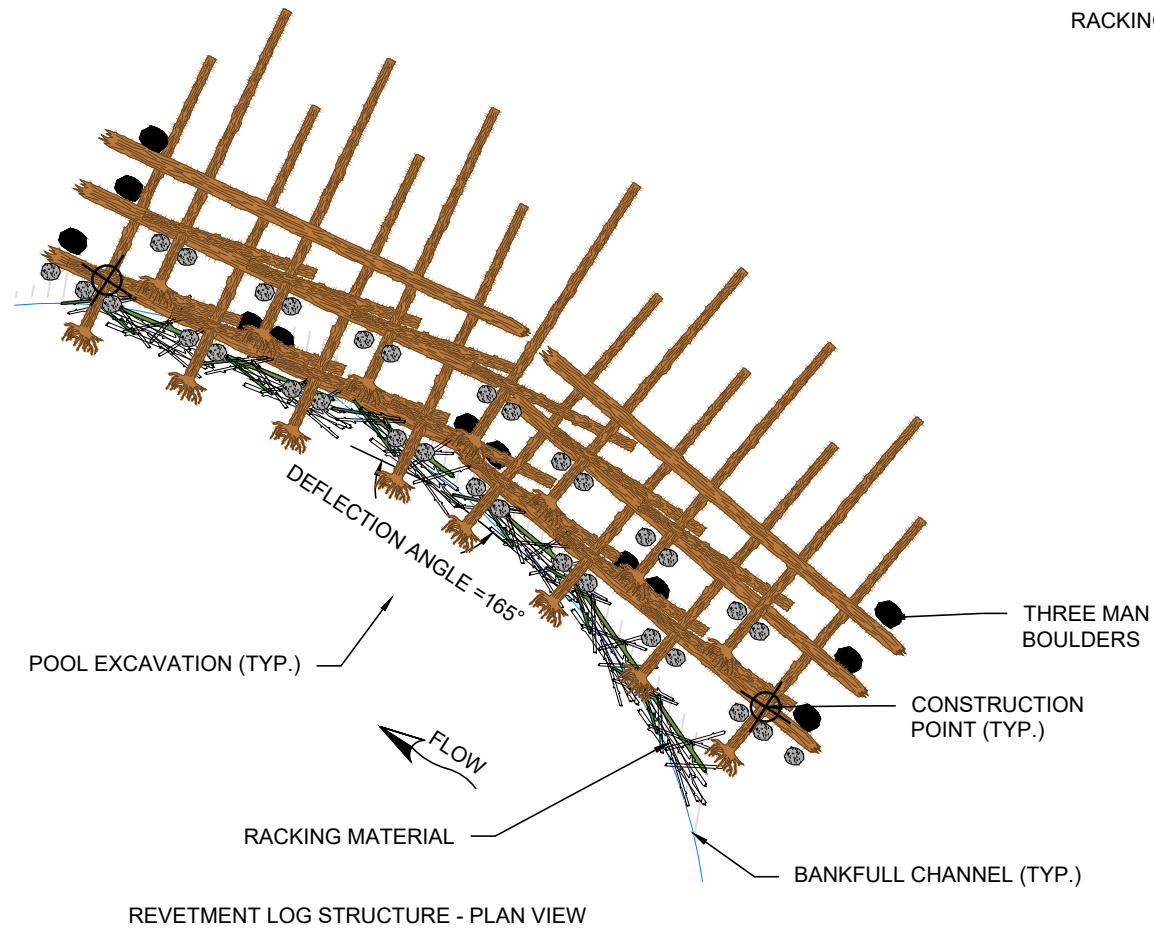 RACKING
DEFLECTION ANGLE =165°
THREE MAN
BOULDERS
POOL EXCAVATION (TYP.)
CONSTRUCTION
POINT (TYP.)
FLOW
RACKING MATERIAL
BANKFULL CHANNEL (TYP.)
REVETMENT LOG STRUCTURE - PLAN VIEW